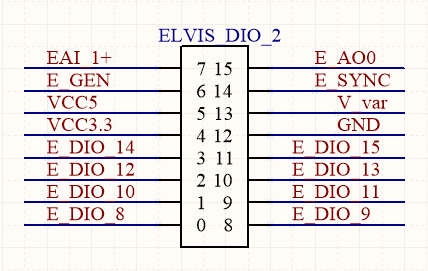 ELVIS_DIO_2
EAI_1+ 7 15 E_AO0
E_GEN 6 14 E_SYNC
VCC5 5 13 V_var
VCC3.3 4 12 GND
E_DIO_14 3 11 E_DIO_15
E_DIO_12 2 10 E_DIO_13
E_DIO_10 1 9 E_DIO_11
E_DIO_8 0 8 E_DIO_9